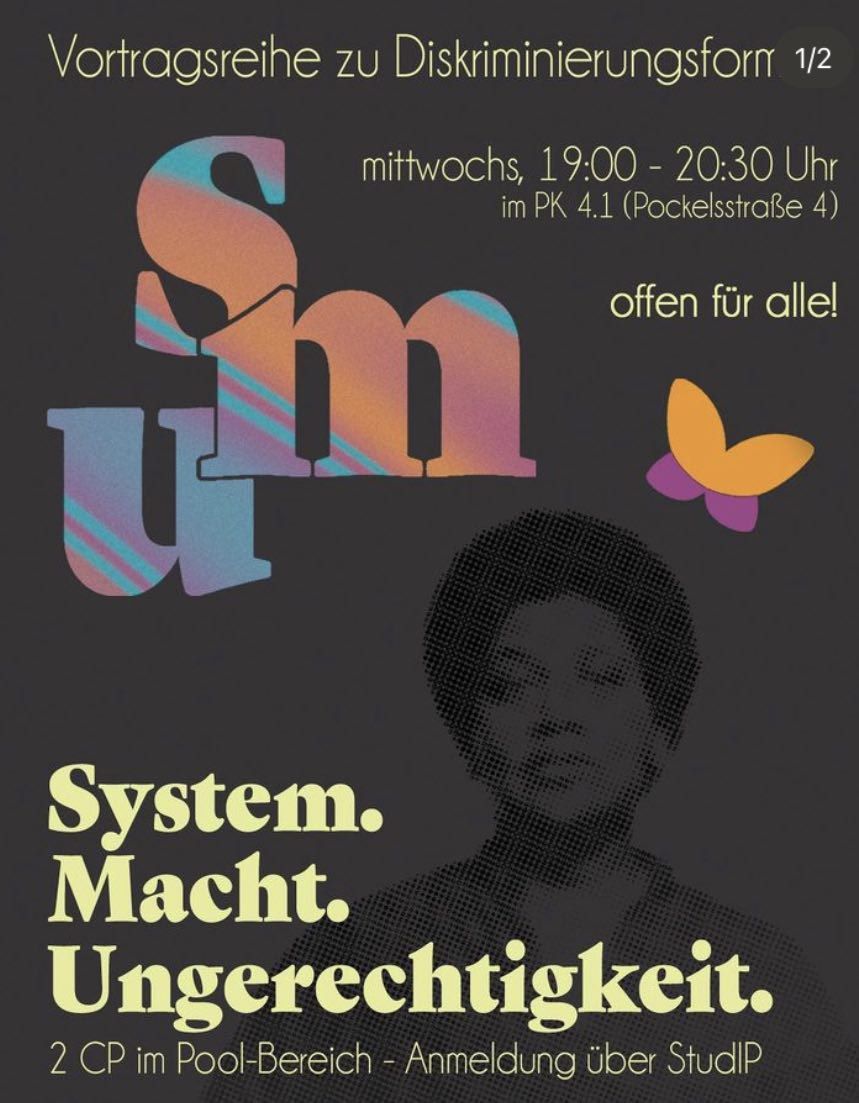 Vortragsreihe zu Diskriminierungsform
1/2
mittwochs, 19:00 - 20:30 Uhr
im PK 4.1 (Pockelsstraße 4)
offen für alle!
S
m
u
System.
Macht.
Ungerechtigkeit.
2 CP im Pool-Bereich - Anmeldung über StudIP